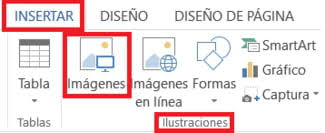 INSERTAR DISEÑO DISEÑO DE PÁGINA
Tabla
Imágenes
Imágenes
en línea
Formas
SmartArt
Gráfico
Captura
Tablas
Ilustraciones